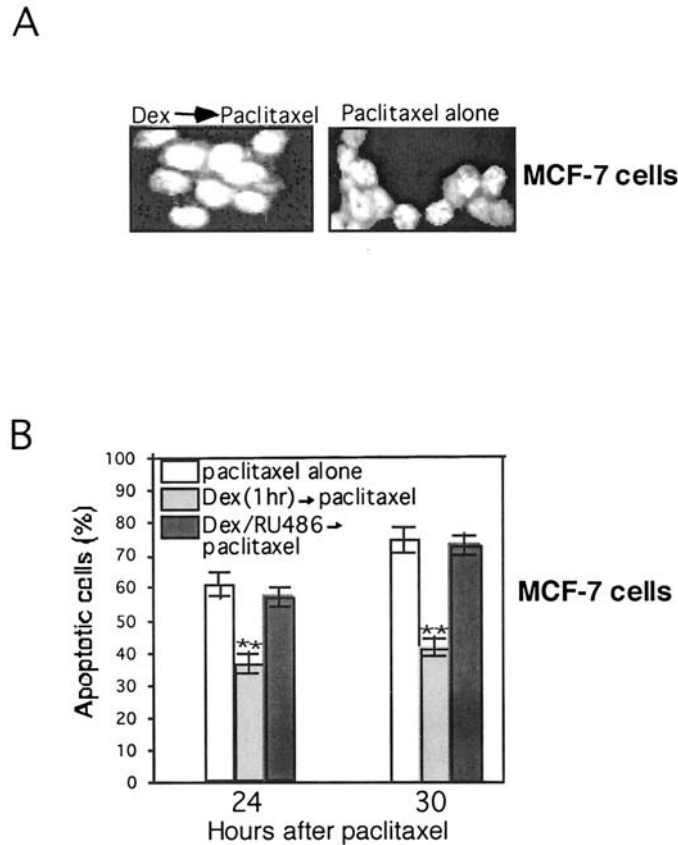 A
Dex → Paclitaxel
Paclitaxel alone
MCF-7 cells
B
Apoptotic cells (%)
100
90
80
70
60
50
40
30
20
10
0
paclitaxel alone
Dex(1hr)→ paclitaxel
Dex/RU486→
paclitaxel
**
**
MCF-7 cells
24
30
Hours after paclitaxel